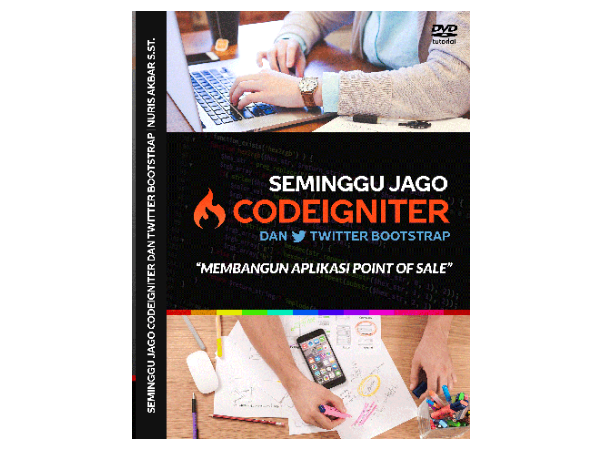 DVD
tutorial
SEMINGGU JAGO
CODEIGNITER
DAN TWITTER BOOTSTRAP
“MEMBANGUN APLIKASI POINT OF SALE”
SEMINGGU JAGO CODEIGNITER DAN TWITTER BOOTSTRAP NURIS AKBAR S.ST.